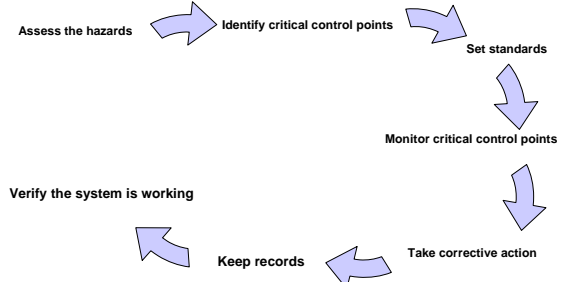 Assess the hazards
Identify critical control points
Set standards
Monitor critical control points
Take corrective action
Keep records
Verify the system is working